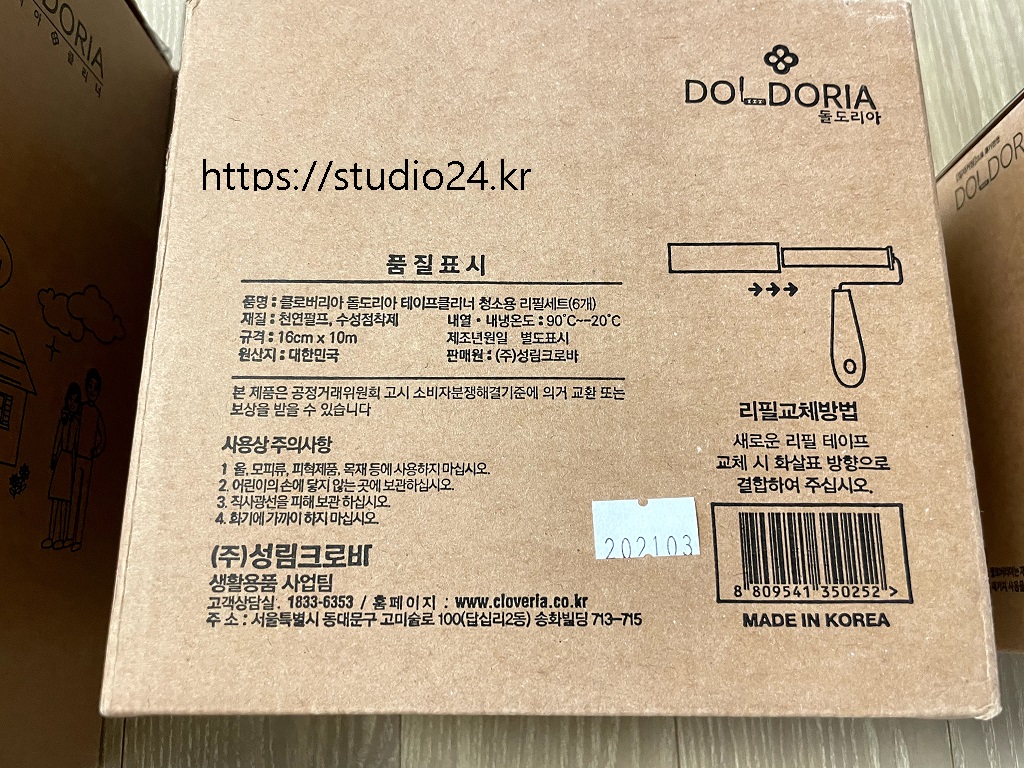 DOLDORIA
돌도리아
https://studio24.kr
품질표시
품명 : 클로버리아 돌도리아 테이프클리너 청소용 리필세트(6개)
재질 : 천연펄프, 수성점착제 내열·내냉온도 : 90˚C~-20˚C
규격 : 16cm x 10m 제조년원일 별도표시
원산지 : 대한민국 판매원 : (주)성림크로바
본 제품은 공정거래위원회 고시 소비자분쟁해결기준에 의거 교환 또는
보상을 받을 수 있습니다
사용상 주의사항
1 울, 모피류, 피혁제품, 목재 등에 사용하지 마십시오.
2. 어린이의 손에 닿지 않는 곳에 보관하십시오.
3. 직사광선을 피해 보관 하십시오.
4. 화기에 가까이 하지 마십시오.
(주)성림크로바
생활용품 사업팀
고객상담실. 1833-6353 / 홈페이지 : www.cloveria.co.kr
주 소 : 서울특별시 동대문구 고미술로 100(답십리2동) 송화빌딩 713-715
리필교체방법
새로운 리필 테이프
교체 시 화살표 방향으로
결합하여 주십시오.
202103
8 809541 350252 >
MADE IN KOREA